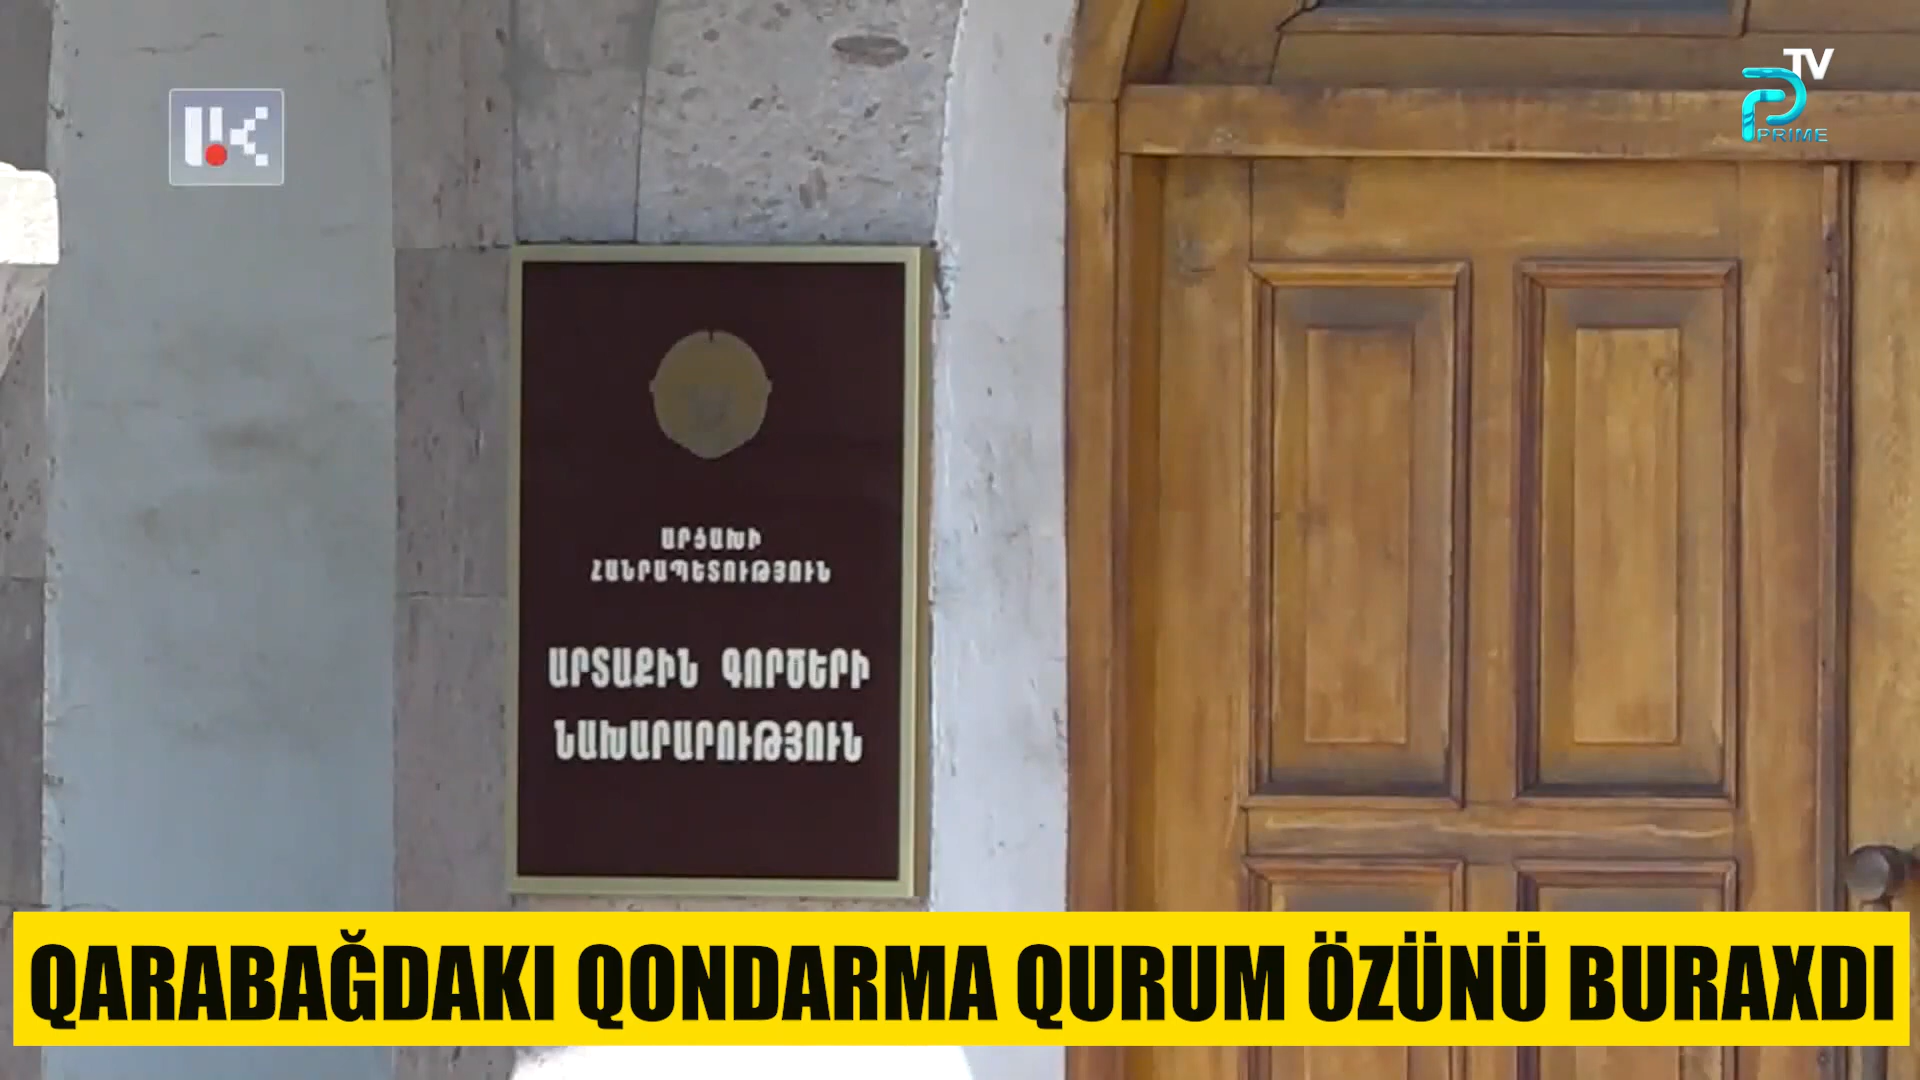 TV
PRIME
ԱՐՑԱԽԻ
ՀԱՆՐԱՊԵՏՈՒԹՅՈՒՆ
ԱՐՏԱՔԻՆ ԳՈՐԾԵՐԻ
ՆԱԽԱՐԱՐՈՒԹՅՈՒՆ
QARABAĞDAKI QONDARMA QURUM ÖZÜNÜ BURAXDI